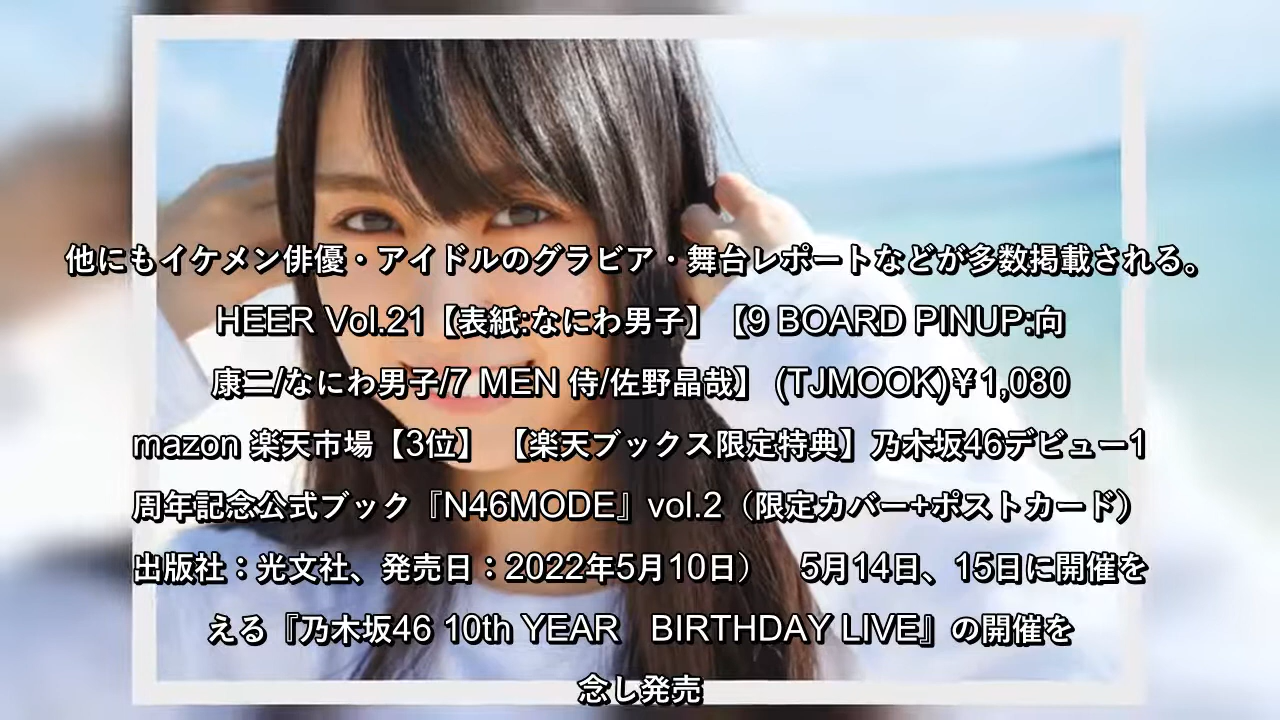 他にもイケメン俳優・アイドルのグラビア・舞台レポートなどが多数掲載される。
HEER Vol.21【表紙:なにわ男子】【9 BOARD PINUP:向
康二/なにわ男子/7 MEN 侍/佐野晶哉】 (TJMOOK)¥1,080
mazon 楽天市場【3位】 【楽天ブックス限定特典】乃木坂46デビュー1
周年記念公式ブック『N46MODE』vol.2（限定カバー+ポストカード）
出版社：光文社、発売日：2022年5月10日） 5月14日、15日に開催を
える『乃木坂46 10th YEAR BIRTHDAY LIVE』の開催を
念し発売